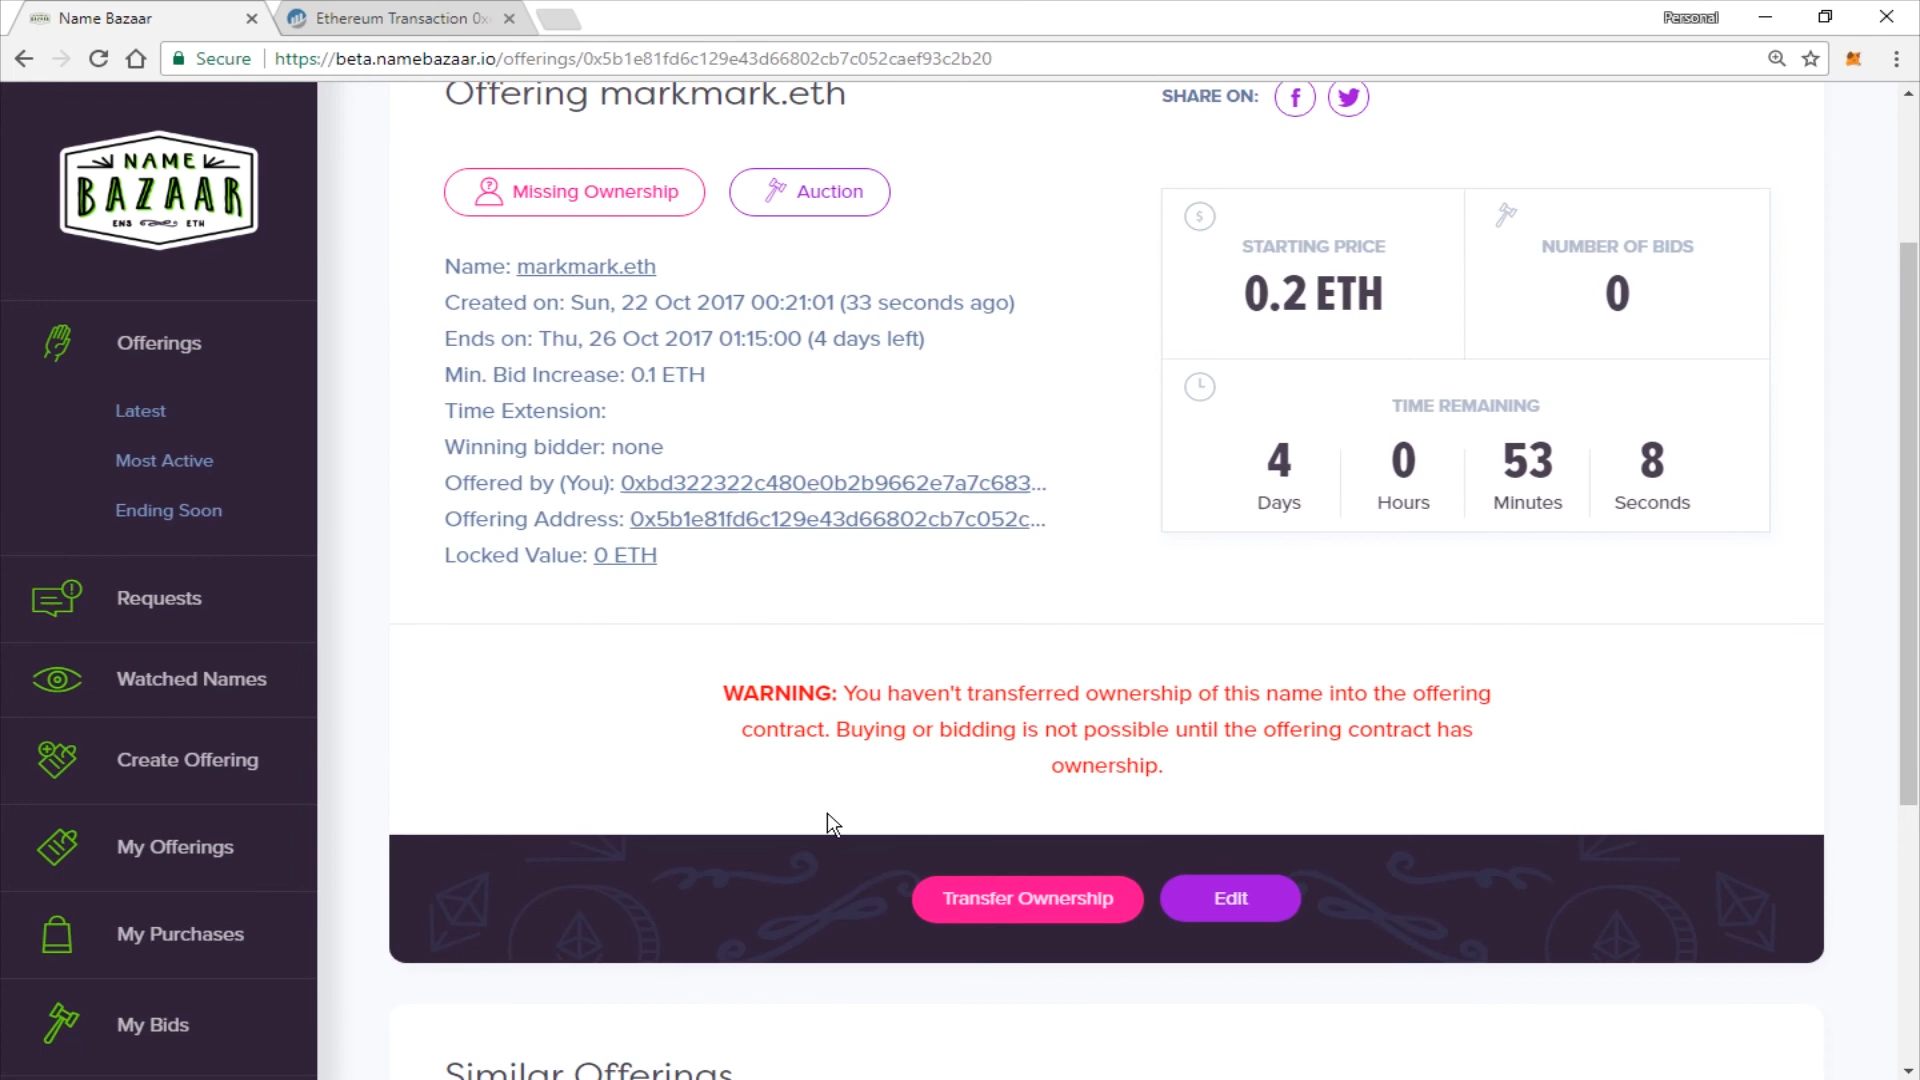 Name Bazaar
Ethereum Transaction 0x
Personal
Secure
https://beta.namebazaar.io/offerings/0x5b1e81fd6c129e43d66802cb7c052caef93c2b20
NAME
BAZAAR
ENS ETH
Offerings
Latest
Most Active
Ending Soon
Requests
Watched Names
Create Offering
My Offerings
My Purchases
My Bids
Offering markmark.eth
SHARE ON:
Missing Ownership
Auction
Name: markmark.eth
Created on: Sun, 22 Oct 2017 00:21:01 (33 seconds ago)
Ends on: Thu, 26 Oct 2017 01:15:00 (4 days left)
Min. Bid Increase: 0.1 ETH
Time Extension:
Winning bidder: none
Offered by (You): 0xbd322322c480e0b2b9662e7a7c683...
Offering Address: 0x5b1e81fd6c129e43d66802cb7c052c...
Locked Value: 0 ETH
STARTING PRICE
0.2 ETH
NUMBER OF BIDS
0
TIME REMAINING
4 0 53 8
Days Hours Minutes Seconds
WARNING: You haven't transferred ownership of this name into the offering
contract. Buying or bidding is not possible until the offering contract has
ownership.
Transfer Ownership
Edit
Similar Offerings